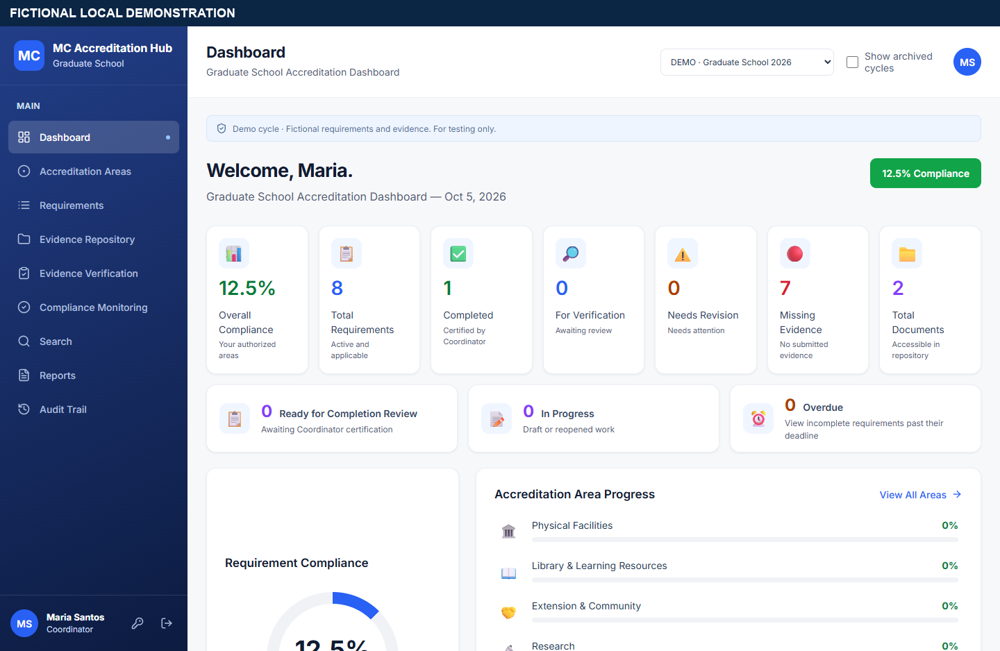 FICTIONAL LOCAL DEMONSTRATION
MC
MC Accreditation Hub
Graduate School
MAIN
Dashboard
Accreditation Areas
Requirements
Evidence Repository
Evidence Verification
Compliance Monitoring
Search
Reports
Audit Trail
MS
Maria Santos
Coordinator
Dashboard
Graduate School Accreditation Dashboard
DEMO · Graduate School 2026
Show archived
cycles
MS
Demo cycle · Fictional requirements and evidence. For testing only.
Welcome, Maria.
Graduate School Accreditation Dashboard — Oct 5, 2026
12.5% Compliance
12.5%
Overall
Compliance
Your authorized
areas
8
Total
Requirements
Active and
applicable
1
Completed
Certified by
Coordinator
0
For Verification
Awaiting review
0
Needs Revision
Needs attention
7
Missing
Evidence
No submitted
evidence
2
Total
Documents
Accessible in
repository
0 Ready for Completion Review
Awaiting Coordinator certification
0 In Progress
Draft or reopened work
0 Overdue
View incomplete requirements past their
deadline
Requirement Compliance
12.5%
Accreditation Area Progress
View All Areas
Physical Facilities 0%
Library & Learning Resources 0%
Extension & Community 0%
Research 0%